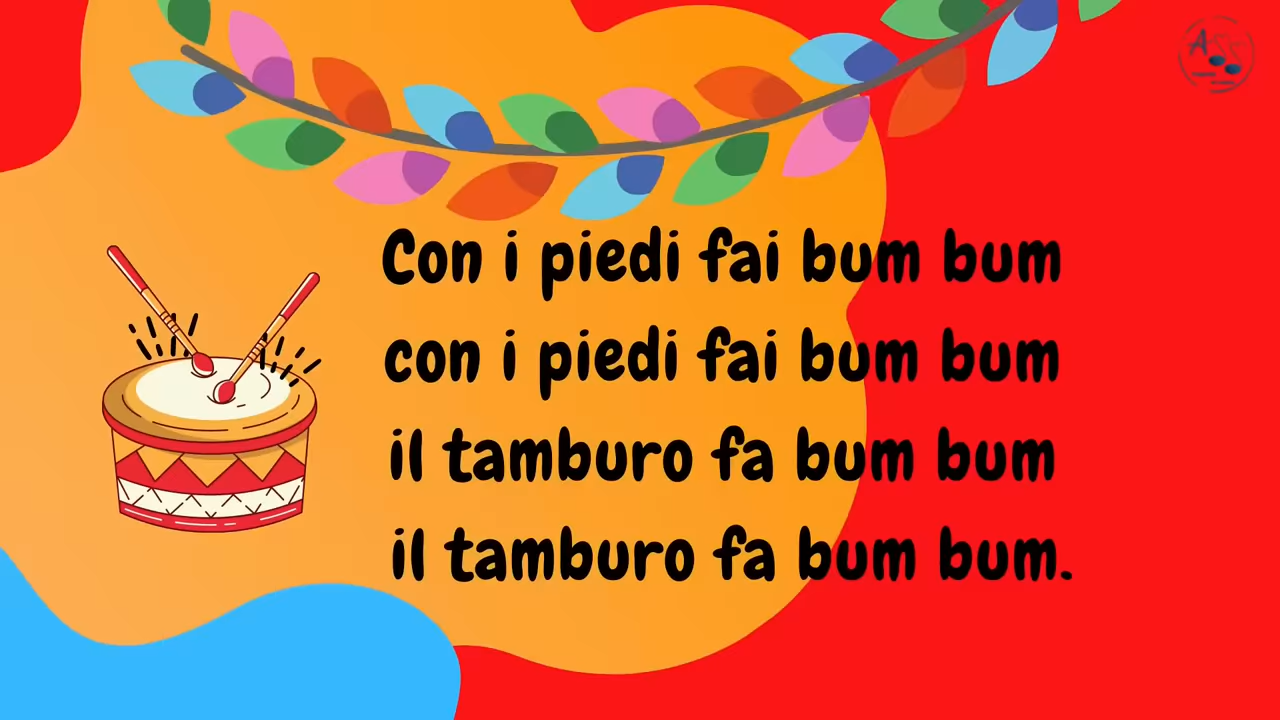 Con i piedi fai bum bum
con i piedi fai bum bum
il tamburo fa bum bum
il tamburo fa bum bum.